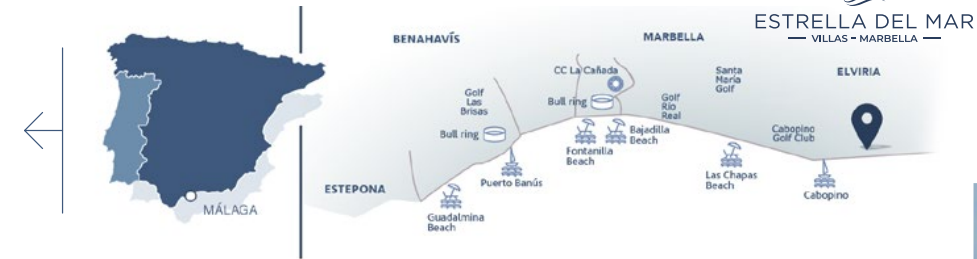 ESTRELLA DEL MAR
VILLAS - MARBELLA
BENAHAVÍS
MARBELLA
ELVIRIA
CC La Cañada
Santa
María
Golf
Golf
Las
Brisas
Bull ring
Golf
Rio
Real
Bull ring
Bajadilla
Beach
Cabopino
Golf Club
Fontanilla
Beach
Puerto Banús
Las Chapas
Beach
ESTEPONA
Cabopino
MÁLAGA
Guadalmina
Beach